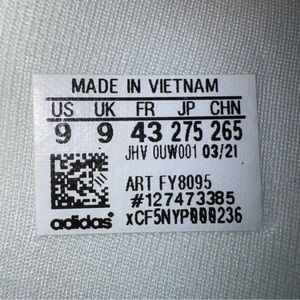 MADE IN VIETNAM
US UK FR JP CHN
9 9 43 275 265
JHV 0UW001 03/21
ART FY8095
#127473385
adidas xCF5NYP000236